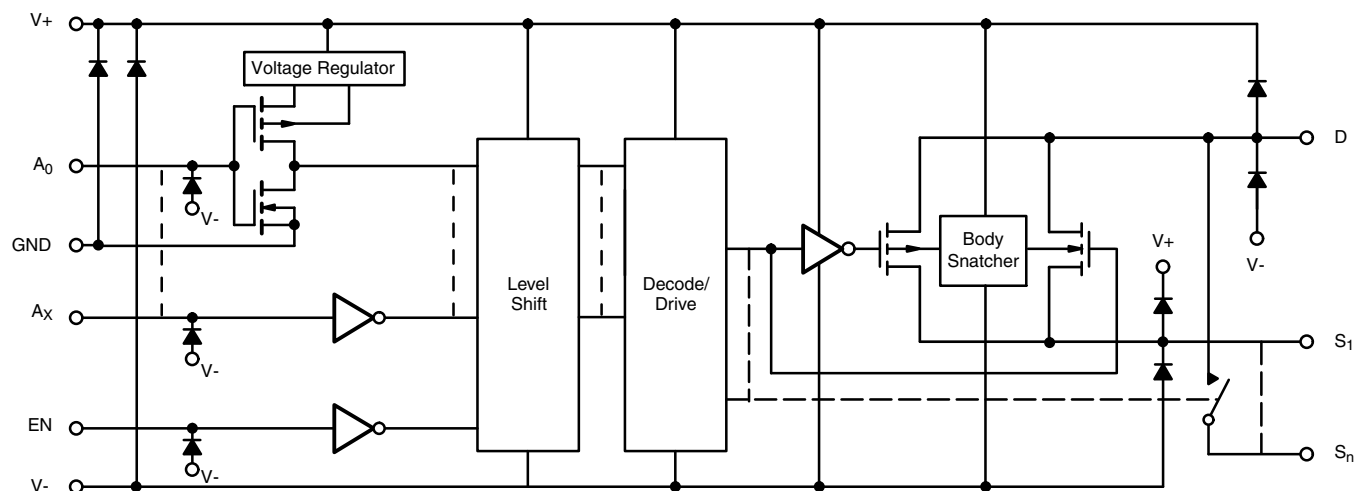 V+
Voltage Regulator
A0
V-
GND
AX
V-
EN
V-
V-
Level
Shift
Decode/
Drive
Body
Snatcher
D
V-
V+
S1
Sn